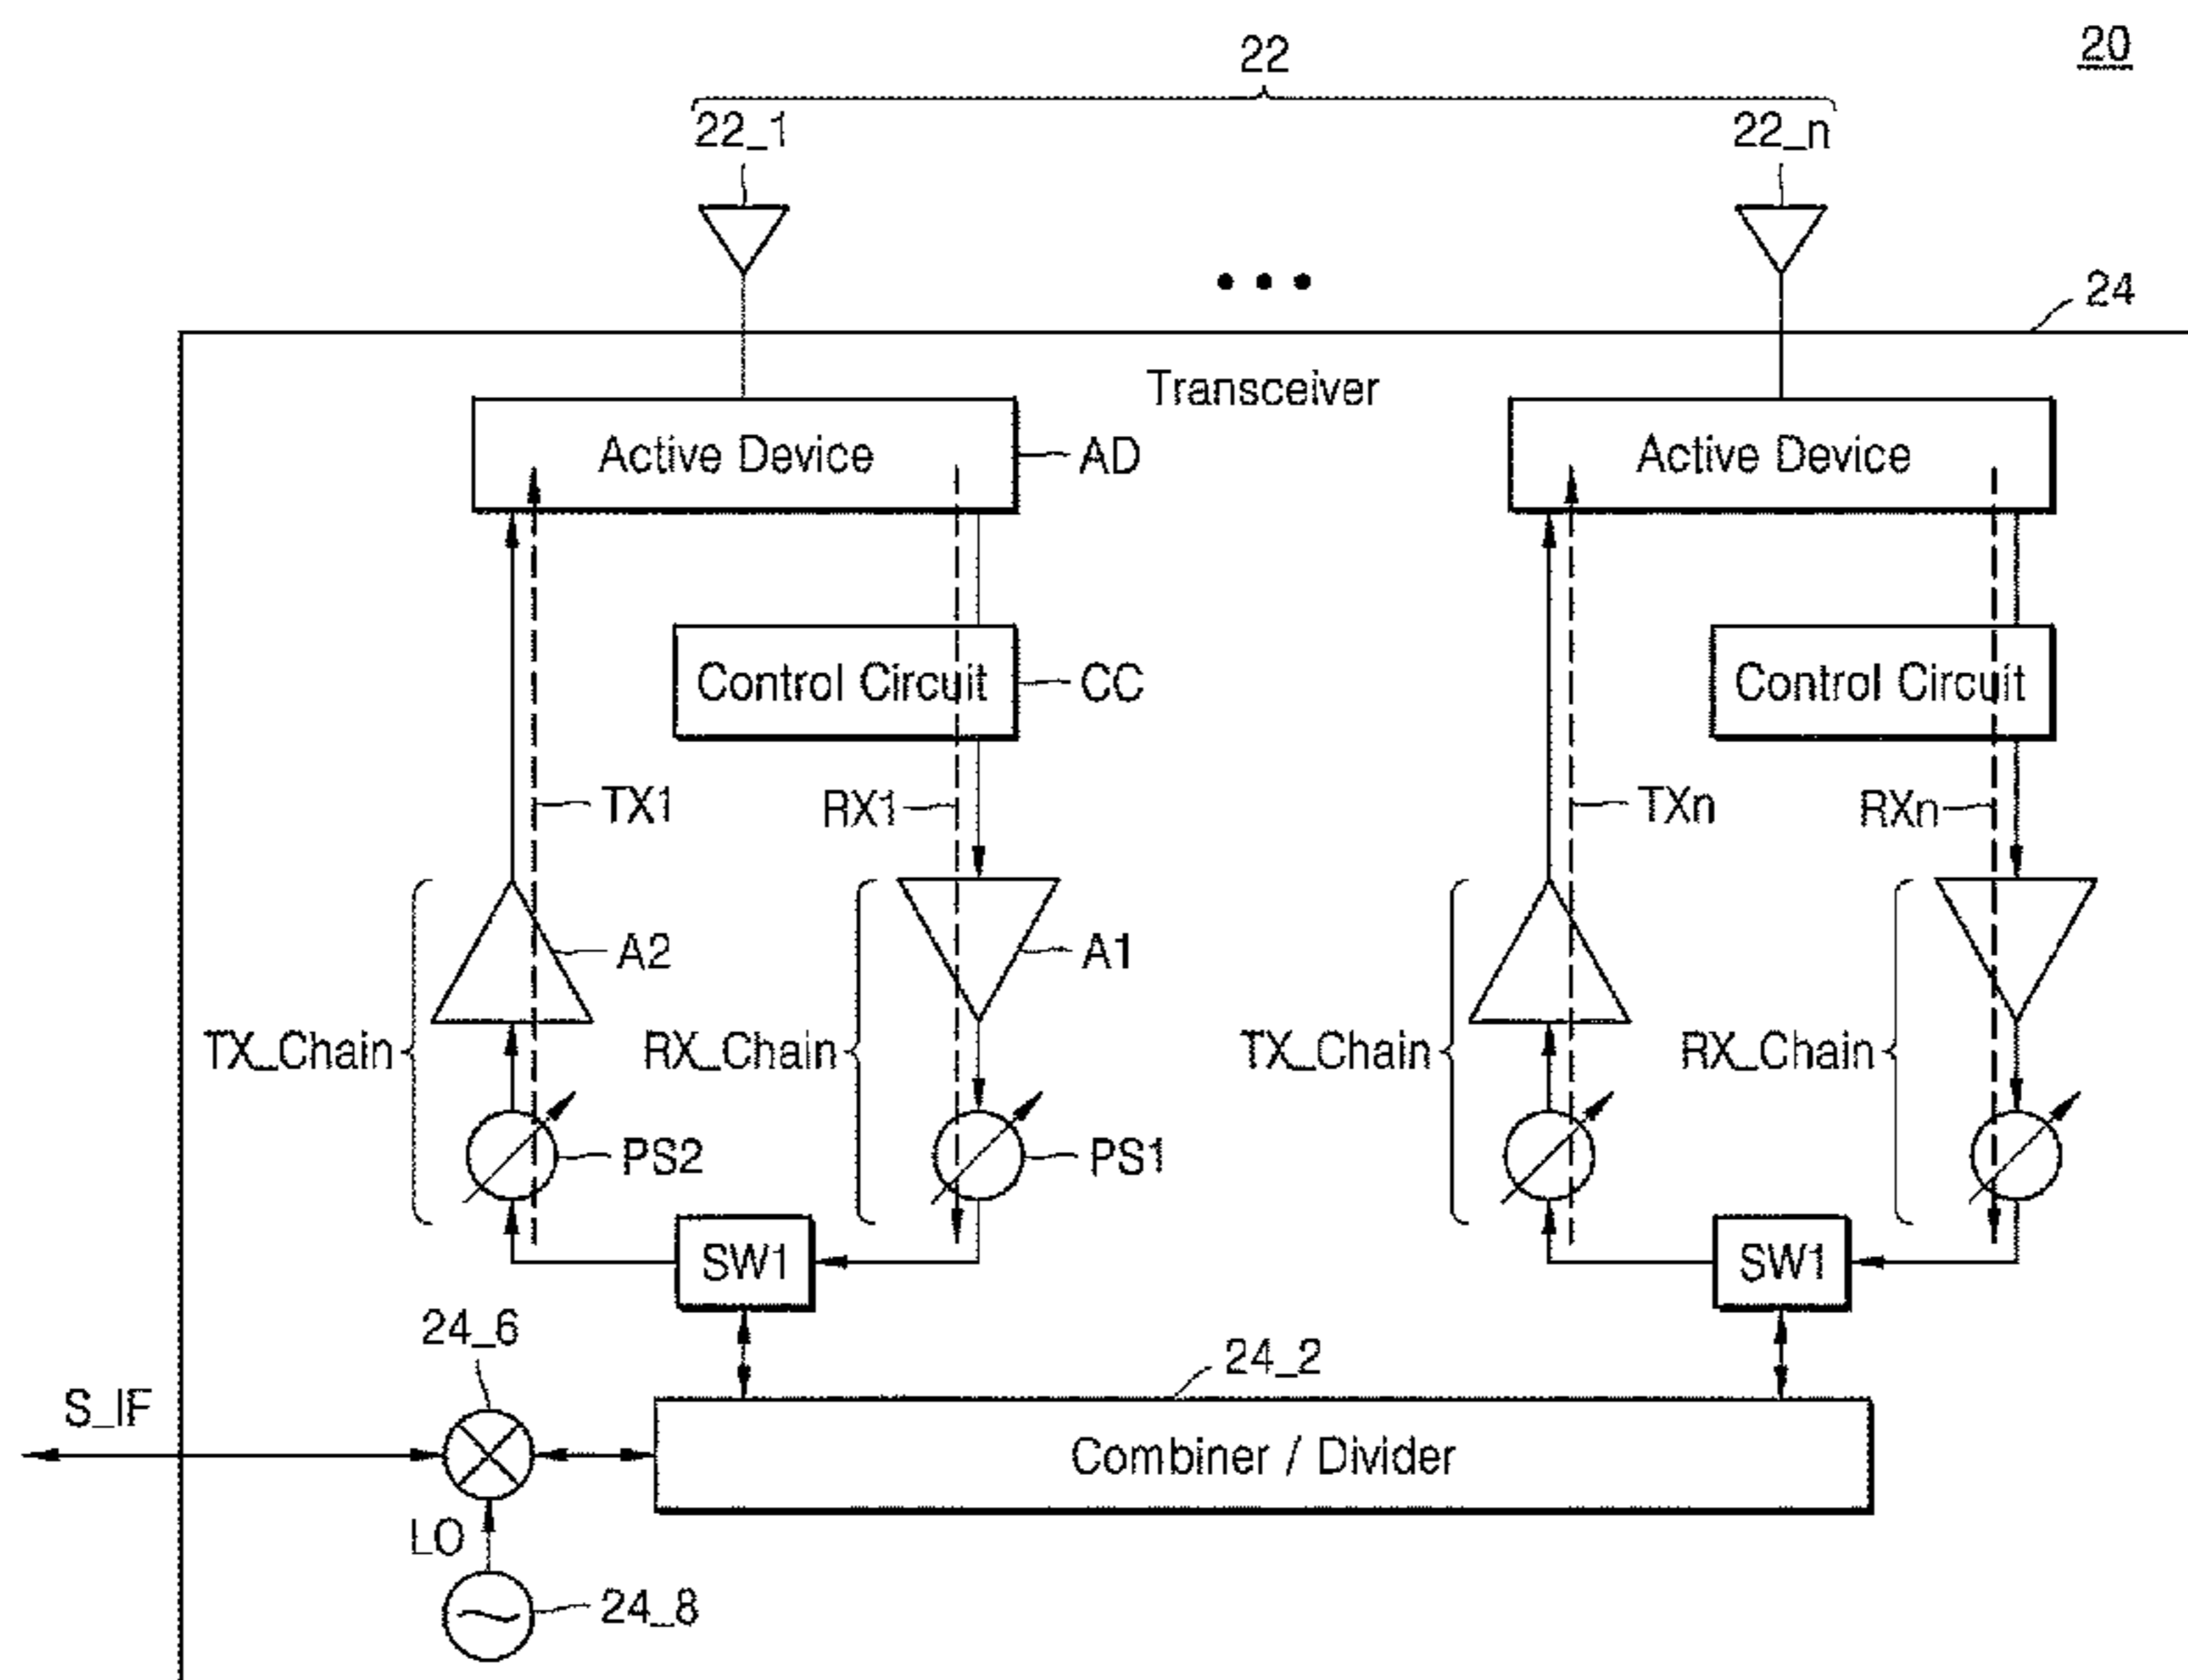 20
22
22_1
22_n
24
Transceiver
Active Device
AD
Active Device
Control Circuit
CC
Control Circuit
TX1
RX1
TXn
RXn
A2
A1
TX_Chain
RX_Chain
TX_Chain
RX_Chain
PS2
PS1
SW1
SW1
24_6
24_2
S_IF
Combiner / Divider
LO
24_8